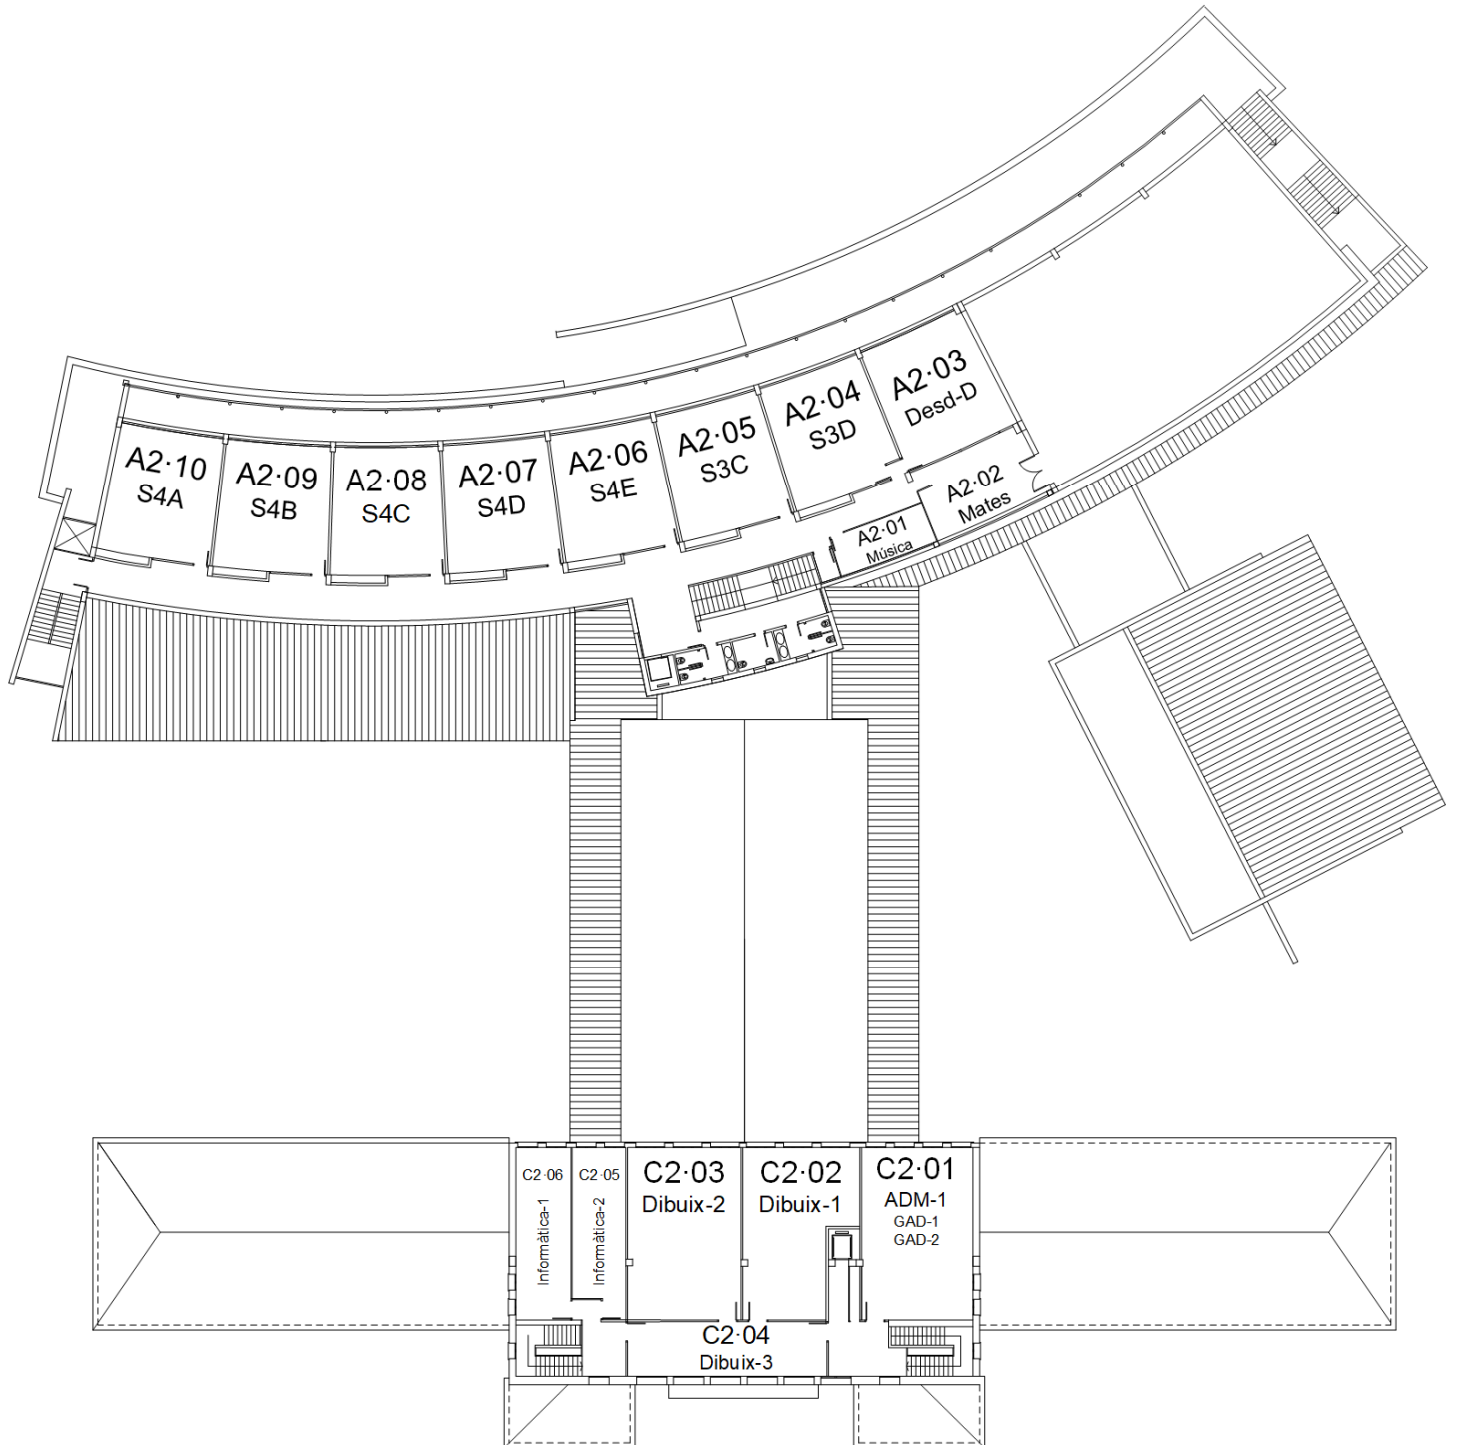 A2·10
S4A
A2·09
S4B
A2·08
S4C
A2·07
S4D
A2·06
S4E
A2·05
S3C
A2·04
S3D
A2·03
Desd-D
A2·02
Mates
A2·01
Música
C2·06
Informàtica-1
C2·05
Informàtica-2
C2·03
Dibuix-2
C2·02
Dibuix-1
C2·01
ADM-1
GAD-1
GAD-2
C2·04
Dibuix-3